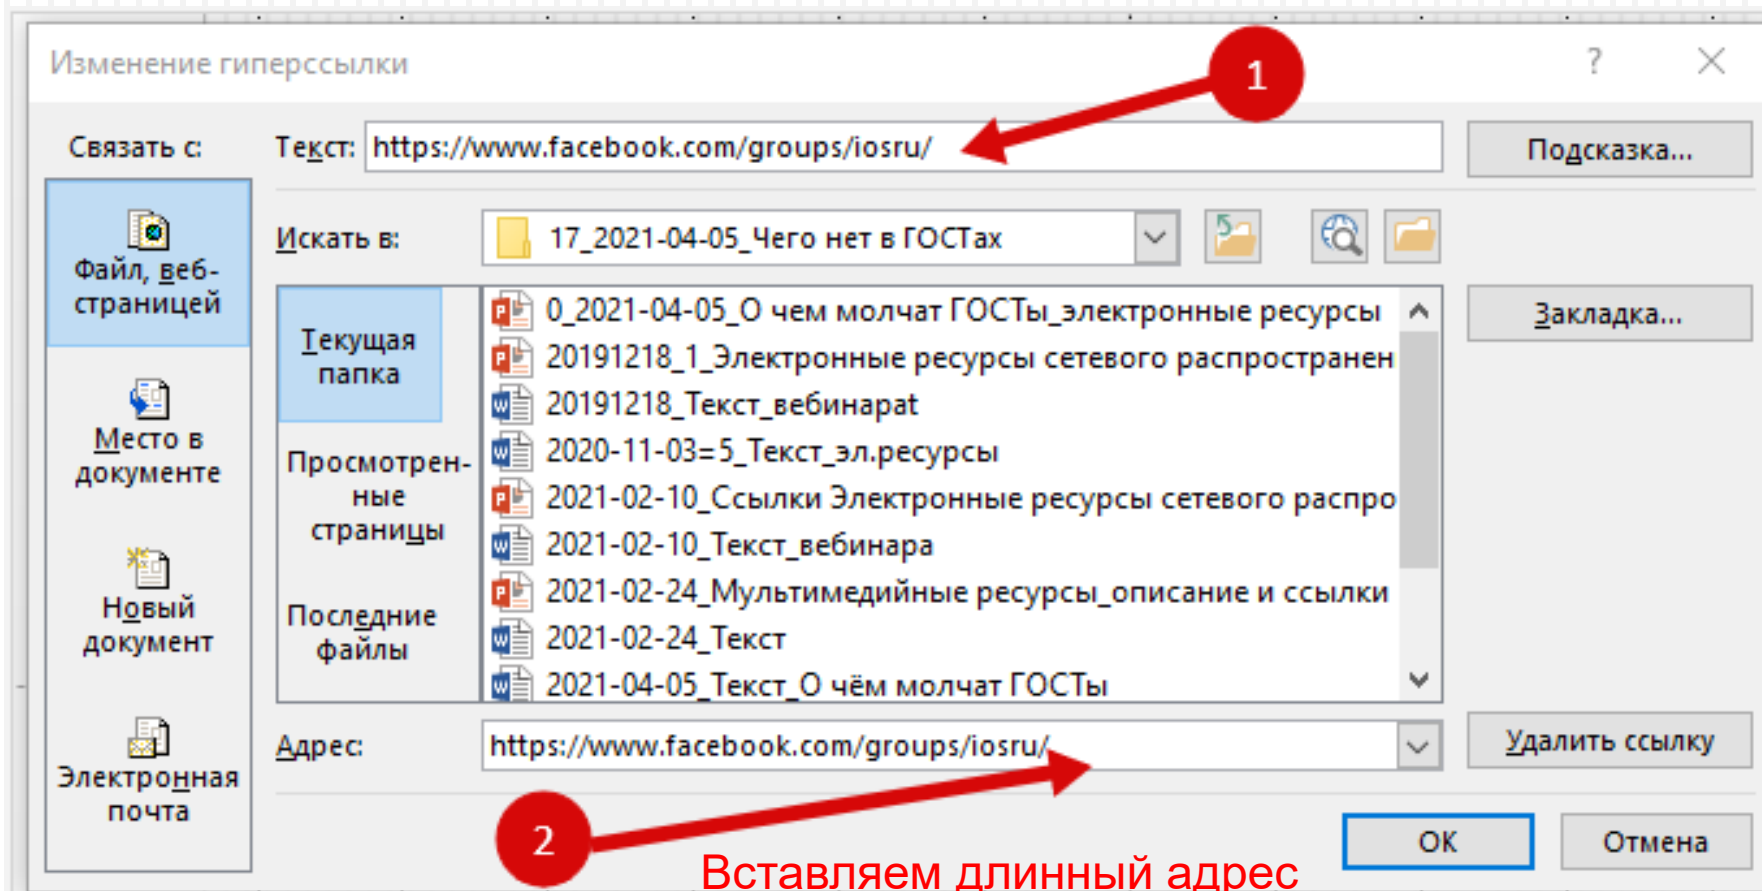 Изменение гиперссылки
?
1
Связать с:
Текст: https://www.facebook.com/groups/iosru/
Подсказка...
Файл, веб-
страницей
Место в
документе
Новый
документ
Электронная
почта
Искать в: 17_2021-04-05_Чего нет в ГОСТах
Текущая
папка
Просмотрен-
ные
страницы
Последние
файлы
0_2021-04-05_О чем молчат ГОСТы_электронные ресурсы
20191218_1_Электронные ресурсы сетевого распространен
20191218_Текст_вебинараt
2020-11-03=5_Текст_эл.ресурсы
2021-02-10_Ссылки Электронные ресурсы сетевого распро
2021-02-10_Текст_вебинара
2021-02-24_Мультимедийные ресурсы_описание и ссылки
2021-02-24_Текст
2021-04-05_Текст_О чём молчат ГОСТы
Закладка...
Адрес: https://www.facebook.com/groups/iosru/
Удалить ссылку
2
ОК
Отмена
Вставляем длинный адрес